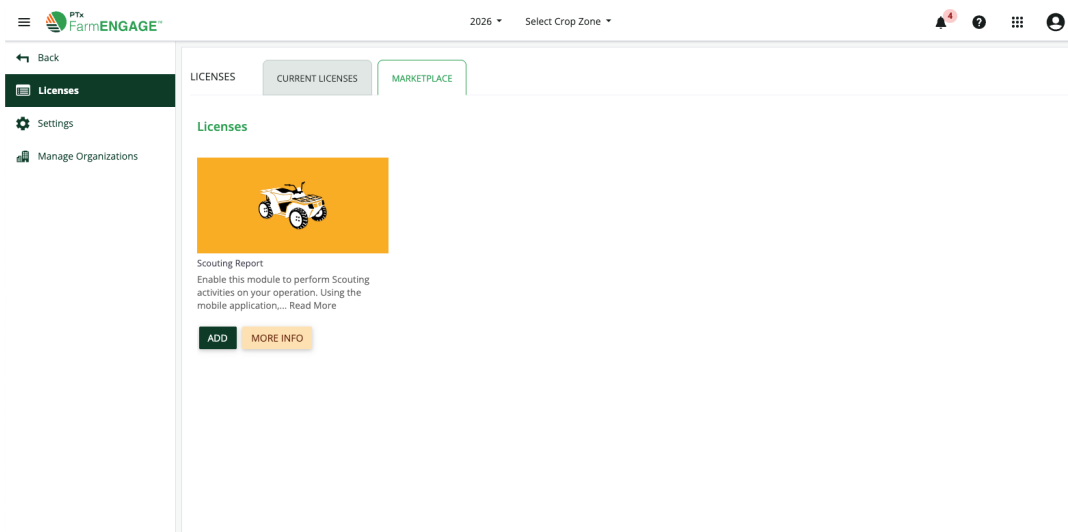 PTx
FarmENGAGE™
2026
Select Crop Zone
4
Back
Licenses
Settings
Manage Organizations
LICENSES
CURRENT LICENSES
MARKETPLACE
Licenses
Scouting Report
Enable this module to perform Scouting
activities on your operation. Using the
mobile application,... Read More
ADD
MORE INFO